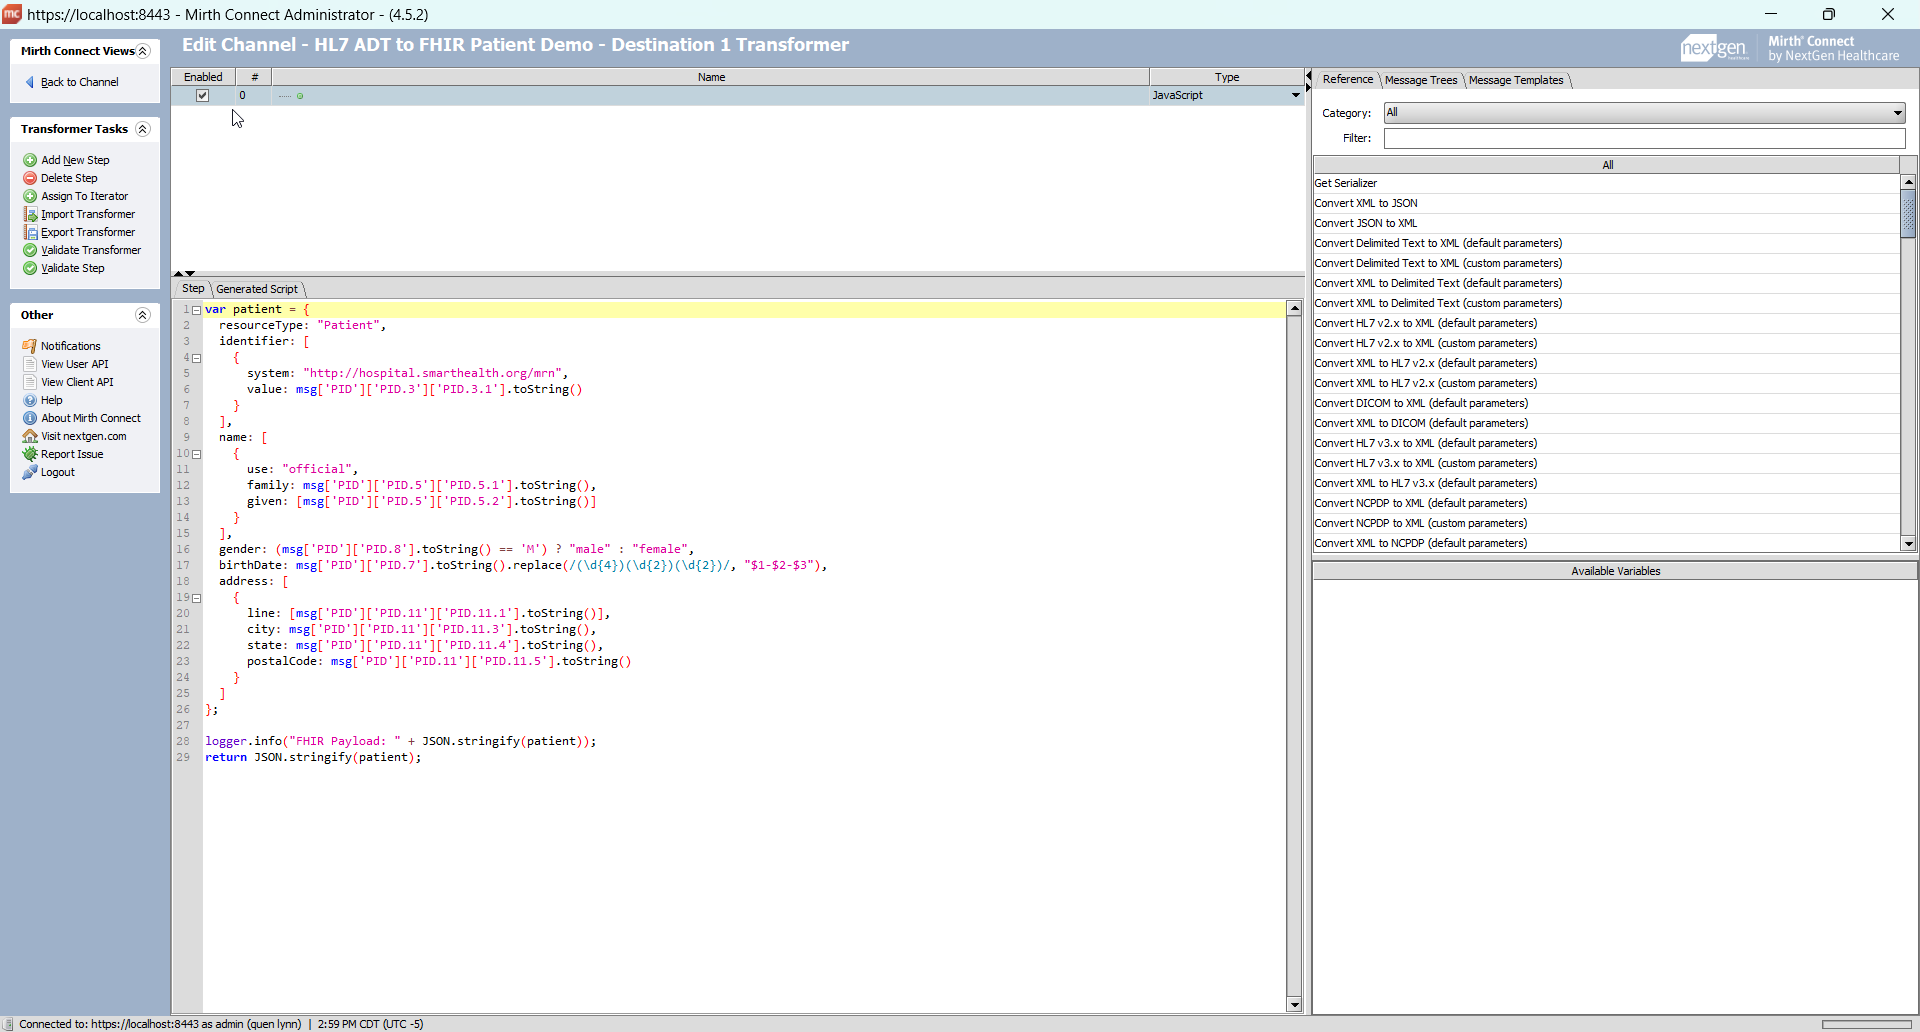 https://localhost:8443 - Mirth Connect Administrator - (4.5.2)
Mirth Connect Views
Back to Channel
Transformer Tasks
Add New Step
Delete Step
Assign To Iterator
Import Transformer
Export Transformer
Validate Transformer
Validate Step
Other
Notifications
View User API
View Client API
Help
About Mirth Connect
Visit nextgen.com
Report Issue
Logout
Edit Channel - HL7 ADT to FHIR Patient Demo - Destination 1 Transformer
nextgen
Mirth® Connect
by NextGen Healthcare
Enabled # Name Type
0 JavaScript
Step Generated Script
1 var patient = {
2   resourceType: "Patient",
3   identifier: [
4     {
5       system: "http://hospital.smarthealth.org/mrn",
6       value: msg['PID']['PID.3']['PID.3.1'].toString()
7     }
8   ],
9   name: [
10     {
11       use: "official",
12       family: msg['PID']['PID.5']['PID.5.1'].toString(),
13       given: [msg['PID']['PID.5']['PID.5.2'].toString()]
14     }
15   ],
16   gender: (msg['PID']['PID.8'].toString() == 'M') ? "male" : "female",
17   birthDate: msg['PID']['PID.7'].toString().replace(/(\d{4})(\d{2})(\d{2})/, "$1-$2-$3"),
18   address: [
19     {
20       line: [msg['PID']['PID.11']['PID.11.1'].toString()],
21       city: msg['PID']['PID.11']['PID.11.3'].toString(),
22       state: msg['PID']['PID.11']['PID.11.4'].toString(),
23       postalCode: msg['PID']['PID.11']['PID.11.5'].toString()
24     }
25   ]
26 };
27
28 logger.info("FHIR Payload: " + JSON.stringify(patient));
29 return JSON.stringify(patient);
Reference Message Trees Message Templates
Category: All
Filter:
All
Get Serializer
Convert XML to JSON
Convert JSON to XML
Convert Delimited Text to XML (default parameters)
Convert Delimited Text to XML (custom parameters)
Convert XML to Delimited Text (default parameters)
Convert XML to Delimited Text (custom parameters)
Convert HL7 v2.x to XML (default parameters)
Convert HL7 v2.x to XML (custom parameters)
Convert XML to HL7 v2.x (default parameters)
Convert XML to HL7 v2.x (custom parameters)
Convert DICOM to XML (default parameters)
Convert XML to DICOM (default parameters)
Convert HL7 v3.x to XML (default parameters)
Convert HL7 v3.x to XML (custom parameters)
Convert XML to HL7 v3.x (default parameters)
Convert NCPDP to XML (default parameters)
Convert NCPDP to XML (custom parameters)
Convert XML to NCPDP (default parameters)
Available Variables
Connected to: https://localhost:8443 as admin (quen lynn) | 2:59 PM CDT (UTC -5)